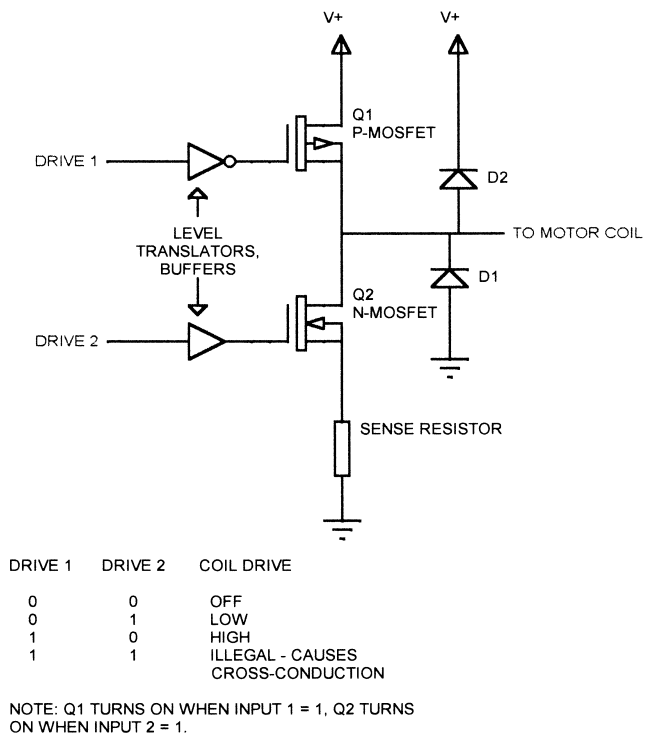 V+
V+
Q1
P-MOSFET
DRIVE 1
D2
LEVEL
TRANSLATORS,
BUFFERS
TO MOTOR COIL
D1
Q2
N-MOSFET
DRIVE 2
SENSE RESISTOR
DRIVE 1 DRIVE 2 COIL DRIVE
0 0 OFF
0 1 LOW
1 0 HIGH
1 1 ILLEGAL - CAUSES
CROSS-CONDUCTION
NOTE: Q1 TURNS ON WHEN INPUT 1 = 1, Q2 TURNS
ON WHEN INPUT 2 = 1.